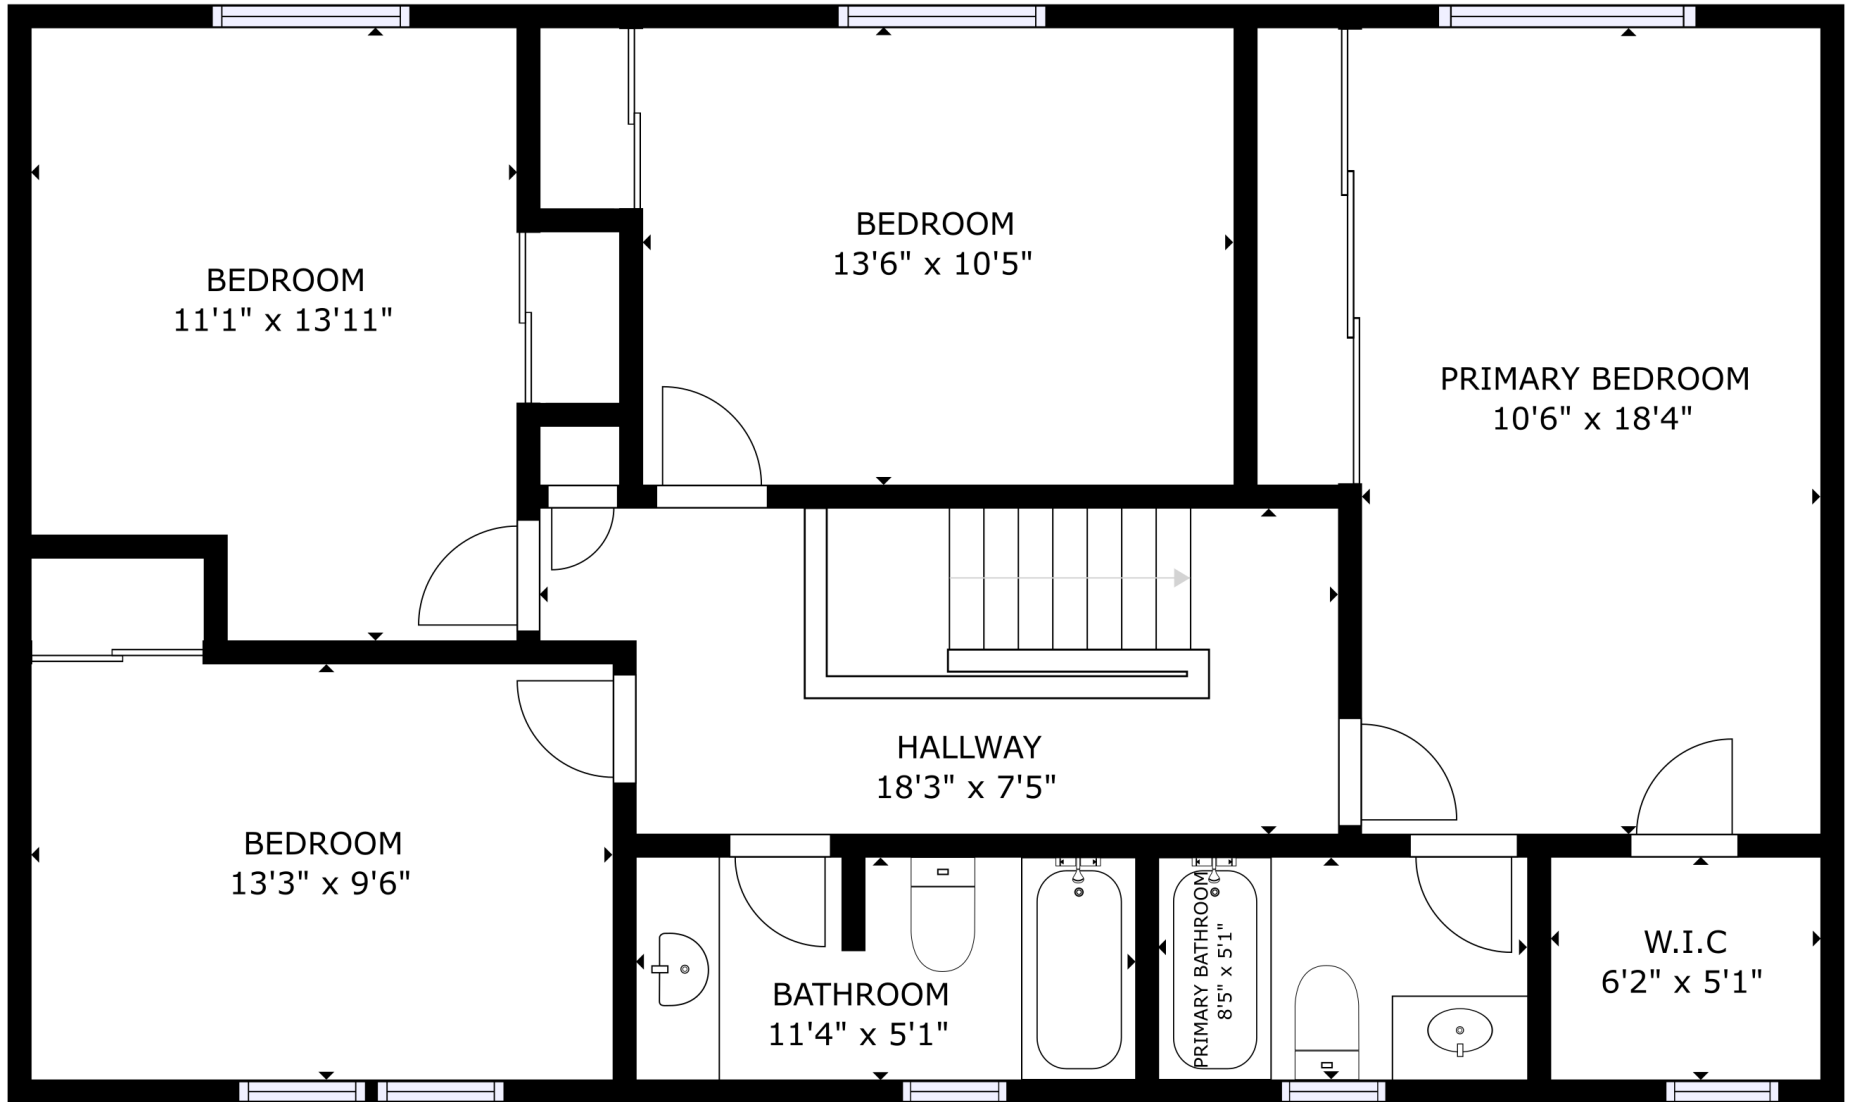 BEDROOM
11'1" x 13'11"
BEDROOM
13'6" x 10'5"
PRIMARY BEDROOM
10'6" x 18'4"
HALLWAY
18'3" x 7'5"
BEDROOM
13'3" x 9'6"
BATHROOM
11'4" x 5'1"
PRIMARY BATHROOM
8'5" x 5'1"
W.I.C
6'2" x 5'1"